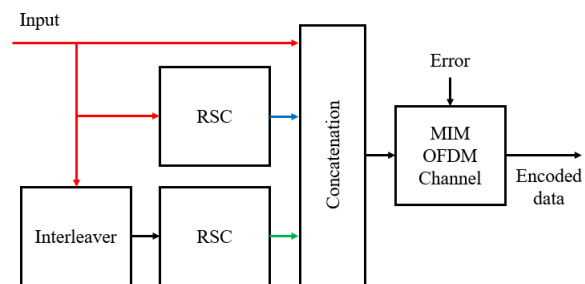 Input
RSC
Error
MIM
OFDM
Channel
Concatenation
Encoded
data
Interleaver
RSC